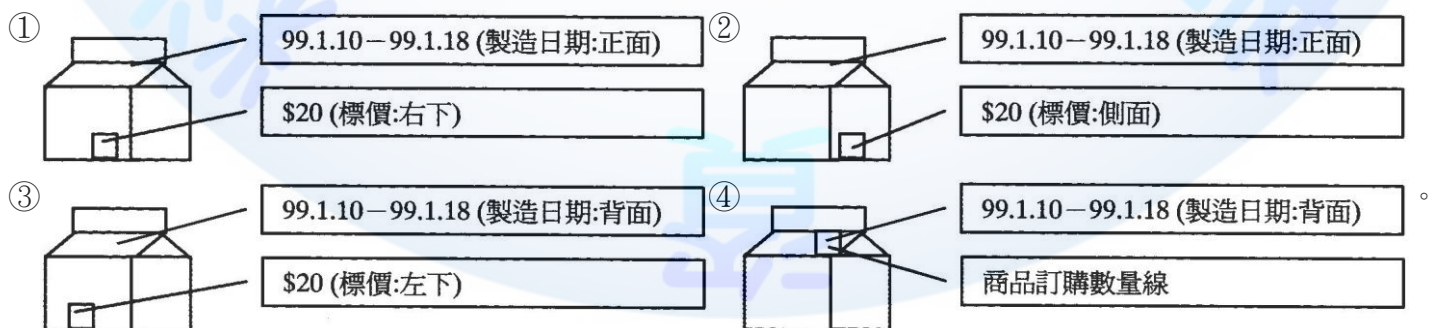 ①
99.1.10－99.1.18 (製造日期:正面)
$20 (標價:右下)
②
99.1.10－99.1.18 (製造日期:正面)
$20 (標價:側面)
③
99.1.10－99.1.18 (製造日期:背面)
$20 (標價:左下)
④
99.1.10－99.1.18 (製造日期:背面)
商品訂購數量線
。